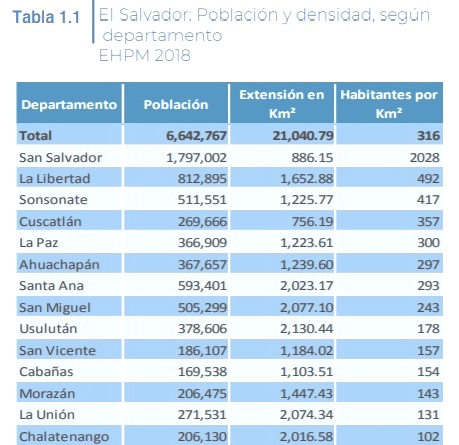 Tabla 1.1
El Salvador: Población y densidad, según
departamento
EHPM 2018
Departamento Población Extensión en Km² Habitantes por Km²
Total 6,642,767 21,040.79 316
San Salvador 1,797,002 886.15 2028
La Libertad 812,895 1,652.88 492
Sonsonate 511,551 1,225.77 417
Cuscatlán 269,666 756.19 357
La Paz 366,909 1,223.61 300
Ahuachapán 367,657 1,239.60 297
Santa Ana 593,401 2,023.17 293
San Miguel 505,299 2,077.10 243
Usulután 378,606 2,130.44 178
San Vicente 186,107 1,184.02 157
Cabañas 169,538 1,103.51 154
Morazán 206,475 1,447.43 143
La Unión 271,531 2,074.34 131
Chalatenango 206,130 2,016.58 102